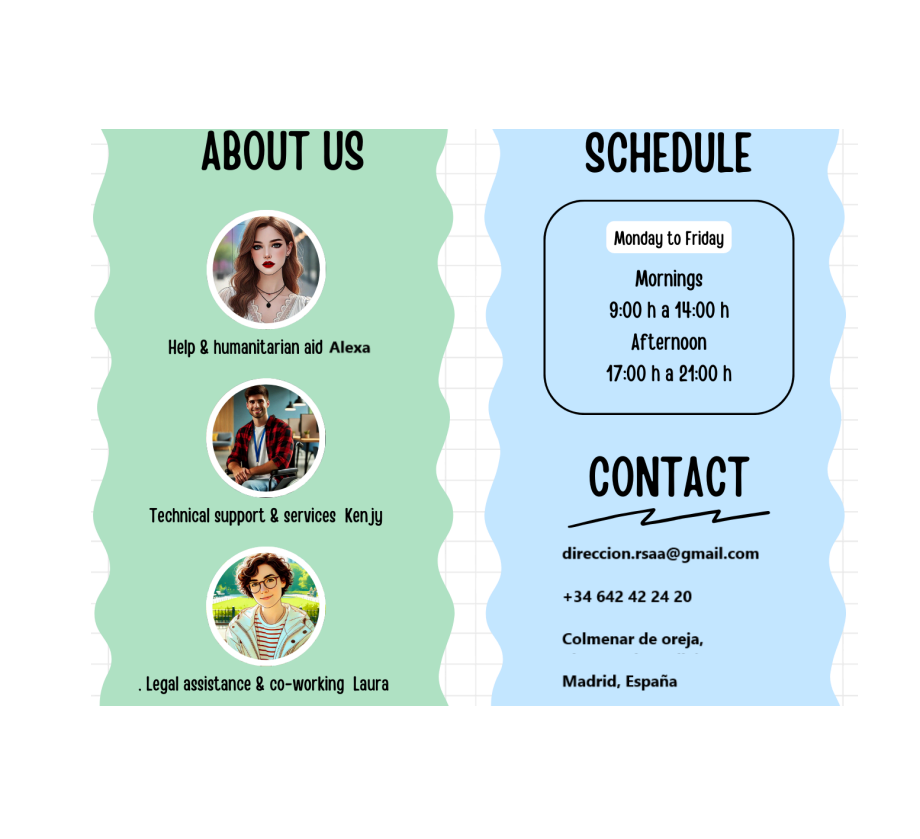 ABOUT US
Help & humanitarian aid Alexa
Technical support & services Kenjy
. Legal assistance & co-working Laura
SCHEDULE
Monday to Friday
Mornings
9:00 h a 14:00 h
Afternoon
17:00 h a 21:00 h
CONTACT
direccion.rsaa@gmail.com
+34 642 42 24 20
Colmenar de oreja,
Madrid, España